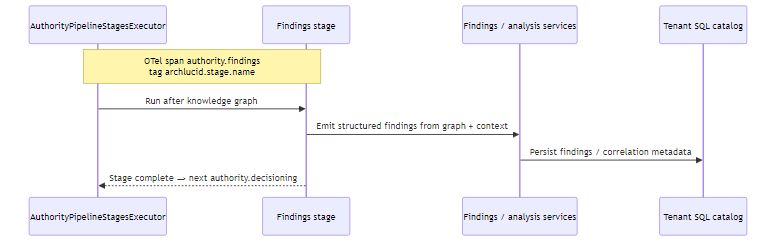 AuthorityPipelineStagesExecutor
Findings stage
Findings / analysis services
Tenant SQL catalog
OTel span authority.findings
tag archlucid.stage.name
Run after knowledge graph
Emit structured findings from graph + context
Persist findings / correlation metadata
Stage complete → next authority.decisioning
AuthorityPipelineStagesExecutor
Findings stage
Findings / analysis services
Tenant SQL catalog